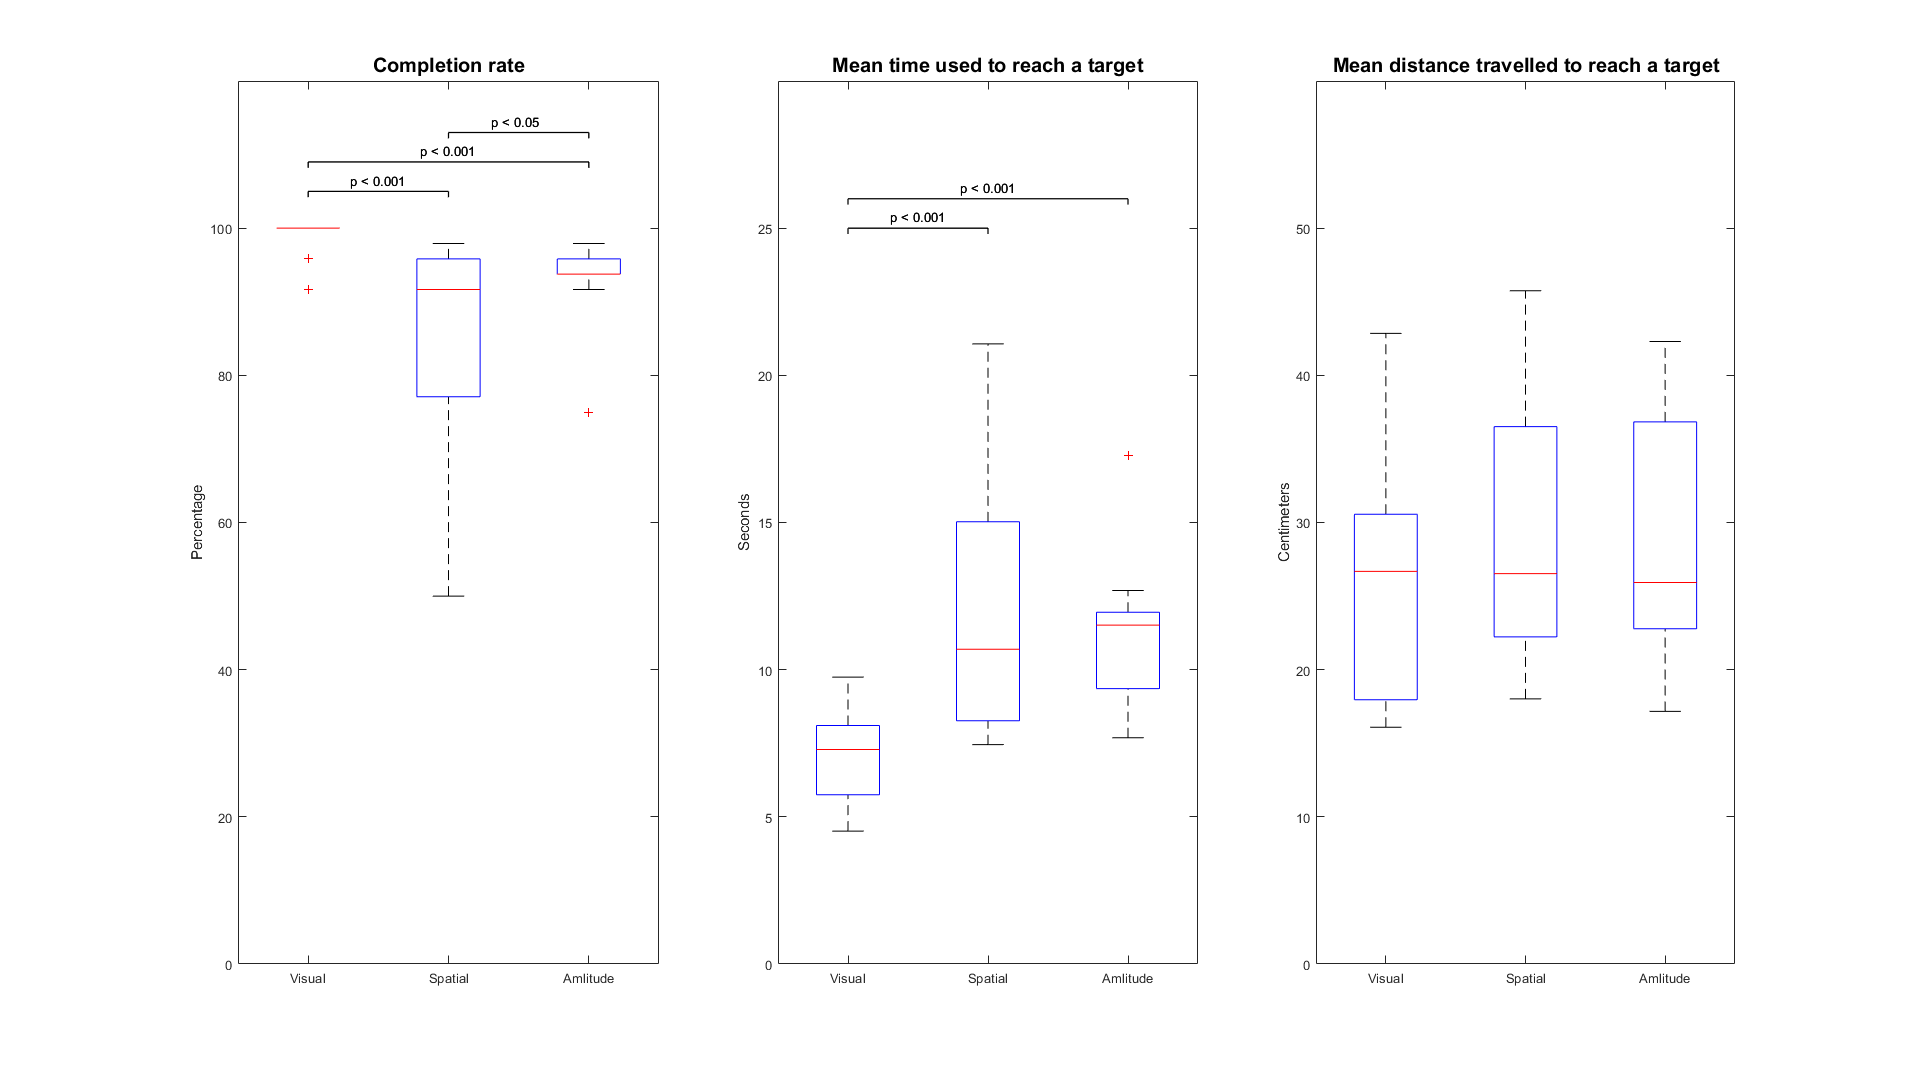 Completion rate
p < 0.05
p < 0.001
p < 0.001
100
80
60
40
20
0
Percentage
Visual Spatial Amlitude
Mean time used to reach a target
p < 0.001
p < 0.001
25
20
15
10
5
0
Seconds
Visual Spatial Amlitude
Mean distance travelled to reach a target
50
40
30
20
10
0
Centimeters
Visual Spatial Amlitude